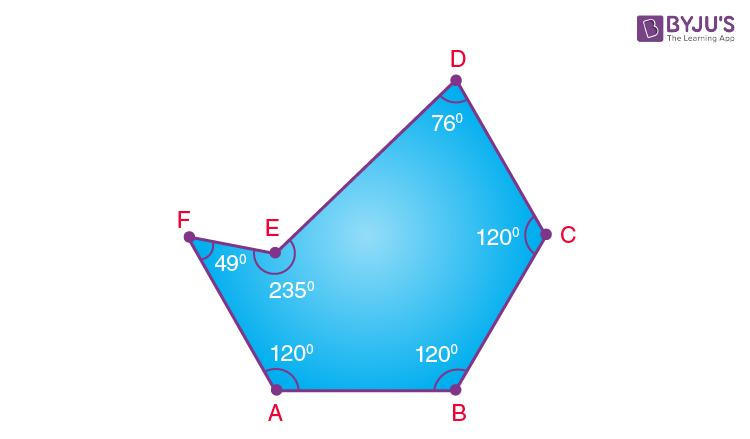 BYJU'S
The Learning App
D
76⁰
F
E
C
120⁰
49⁰
235⁰
120⁰
120⁰
A
B